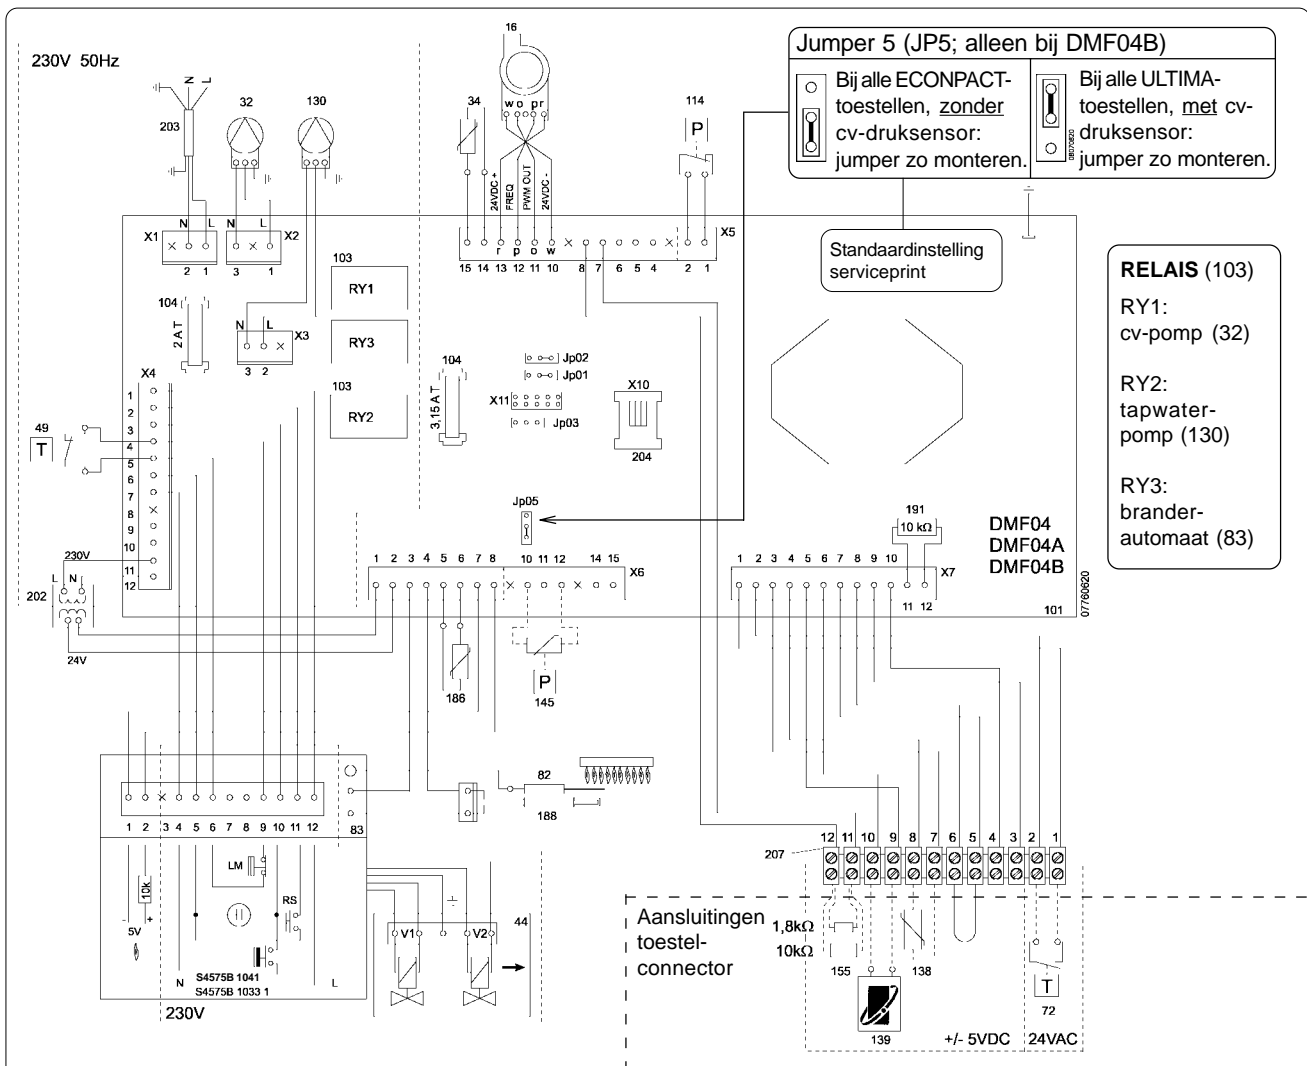 230V 50Hz
N
L
203
32
130
16
w o p r
34
114
P
24VDC +
FREQ
PWM OUT
24VDC -
Jumper 5 (JP5; alleen bij DMF04B)
Bij alle ECONPACT-
toestellen, zonder
cv-druksensor:
jumper zo monteren.
Bij alle ULTIMA-
toestellen, met cv-
druksensor:
jumper zo monteren.
08070820
Standaardinstelling
serviceprint
RELAIS (103)
RY1:
cv-pomp (32)
RY2:
tapwater-
pomp (130)
RY3:
brander-
automaat (83)
X1
N L
2 1
N L
X2
3 1
X5
r p o w
15 14 13 12 11 10 8 7 6 5 4 2 1
103
RY1
RY3
103
RY2
104
2 A T
N L
X3
3 2
104
3,15 A T
Jp02
Jp01
X11
Jp03
X10
204
X4
1
2
3
4
5
6
7
8
9
10
11
12
49
T
230V
L N
202
24V
Jp05
1 2 3 4 5 6 7 8 10 11 12 14 15
X6
191
10 kΩ
1 2 3 4 5 6 7 8 9 10
X7
11 12
DMF04
DMF04A
DMF04B
101
07760620
186
P
145
82
188
83
1 2 3 4 5 6 7 8 9 10 11 12
10k
- +
5V
LM
RS
S4575B 1041
S4575B 1033 1
N
L
230V
V1
V2
44
207
12 11 10 9 8 7 6 5 4 3 2 1
Aansluitingen
toestel-
connector
1,8kΩ
10kΩ
155
138
139
T
72
+/- 5VDC
24VAC